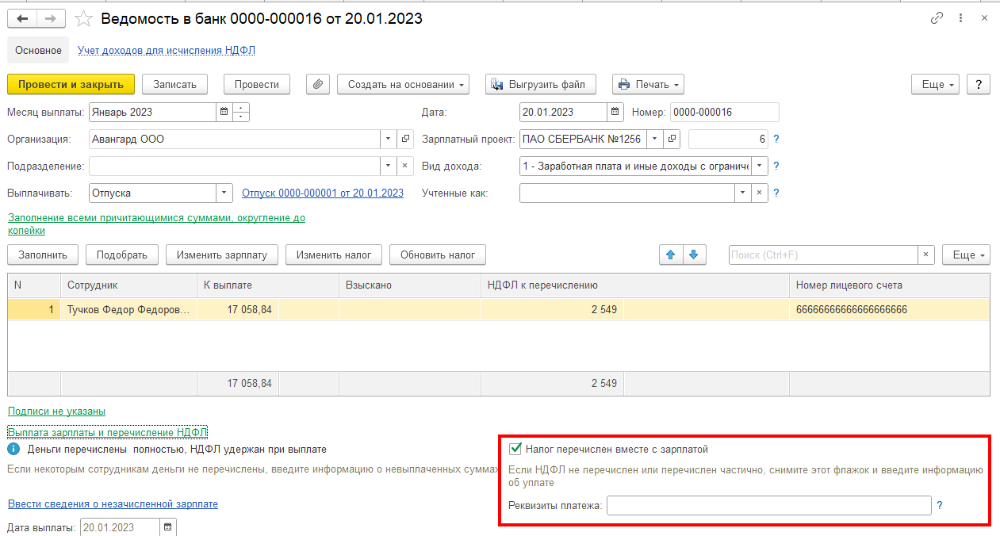 Ведомость в банк 0000-000016 от 20.01.2023
Основное Учет доходов для исчисления НДФЛ
Провести и закрыть Записать Провести Создать на основании Выгрузить файл Печать Еще ?
Месяц выплаты: Январь 2023 Дата: 20.01.2023 Номер: 0000-000016
Организация: Авангард ООО Зарплатный проект: ПАО СБЕРБАНК №1256 6 ?
Подразделение: Вид дохода: 1 - Заработная плата и иные доходы с ограниче ?
Выплачивать: Отпуска Отпуск 0000-000001 от 20.01.2023 Учтенные как: ?
Заполнение всеми причитающимися суммами, округление до
копейки
Заполнить Подобрать Изменить зарплату Изменить налог Обновить налог Поиск (Ctrl+F) × Еще
N Сотрудник К выплате Взыскано НДФЛ к перечислению Номер лицевого счета
1 Тучков Федор Федоров... 17 058,84 2 549 66666666666666666666
17 058,84 2 549
Подписи не указаны
Выплата зарплаты и перечисление НДФЛ
Деньги перечислены полностью, НДФЛ удержан при выплате Налог перечислен вместе с зарплатой
Если некоторым сотрудникам деньги не перечислены, введите информацию о невыплаченных суммах Если НДФЛ не перечислен или перечислен частично, снимите этот флажок и введите информацию
об уплате
Ввести сведения о незачисленной зарплате Реквизиты платежа: ?
Дата выплаты: 20.01.2023